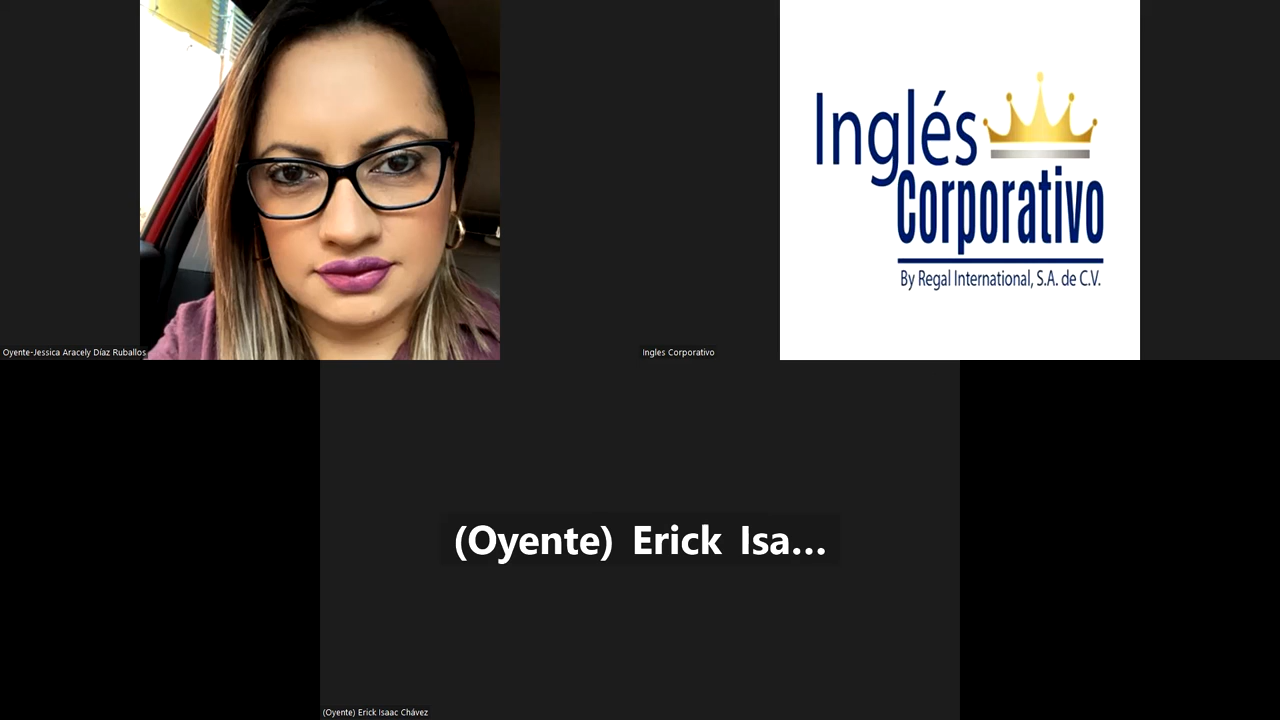 Inglés
Corporativo
By Regal International, S.A. de C.V.
Oyente-Jessica Aracely Díaz Ruballos
Ingles Corporativo
(Oyente) Erick Isa...
(Oyente) Erick Isaac Chávez